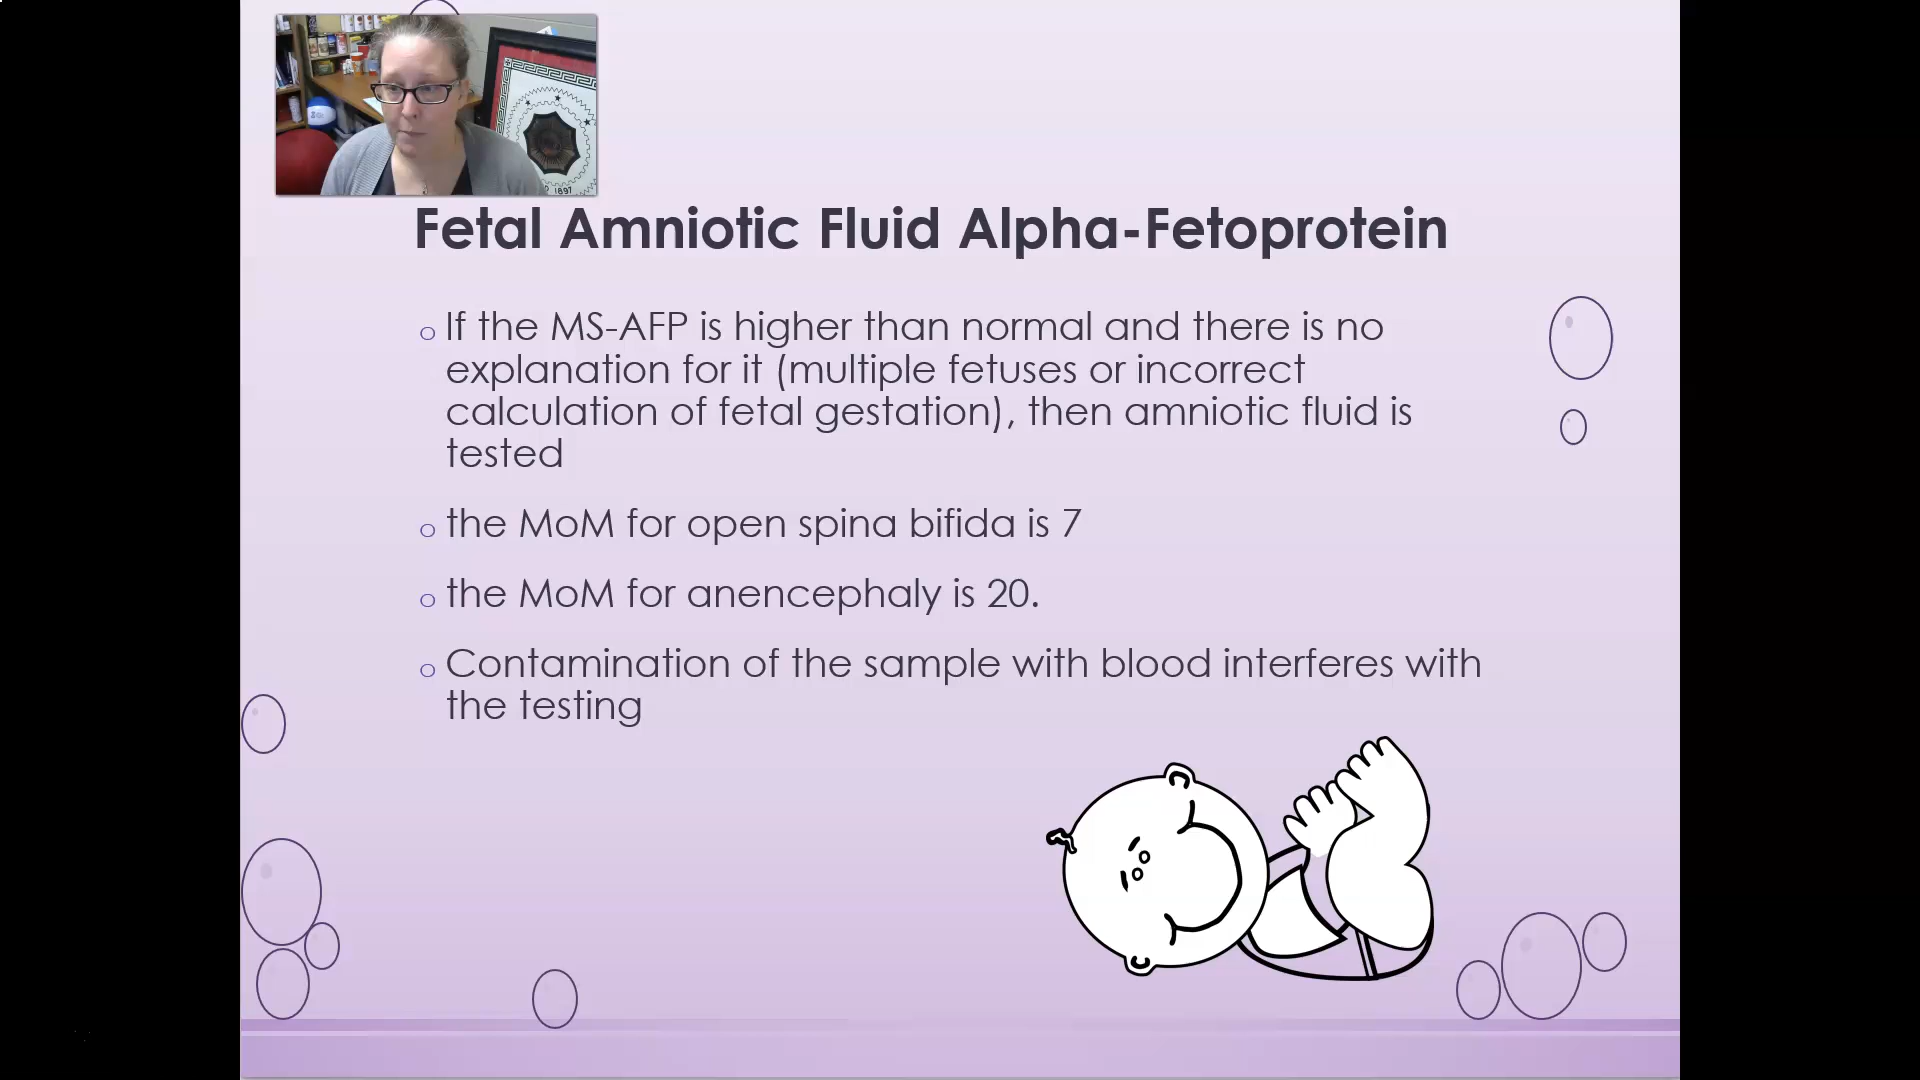 1897
Fetal Amniotic Fluid Alpha-Fetoprotein
o If the MS-AFP is higher than normal and there is no
explanation for it (multiple fetuses or incorrect
calculation of fetal gestation), then amniotic fluid is
tested
o the MoM for open spina bifida is 7
o the MoM for anencephaly is 20.
o Contamination of the sample with blood interferes with
the testing